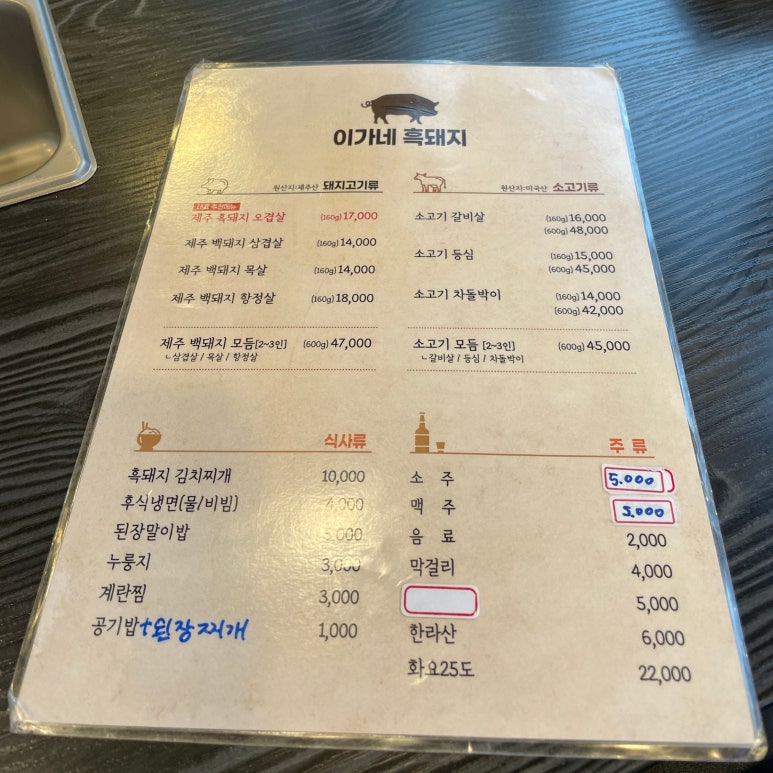 이가네 흑돼지
원산지:제주산 돼지고기류
제주 흑돼지 오겹살 (160g) 17,000
제주 백돼지 삼겹살 (160g) 14,000
제주 백돼지 목살 (160g) 14,000
제주 백돼지 항정살 (160g) 18,000
제주 백돼지 모듬[2~3인] (600g) 47,000
ㄴ삼겹살 / 목살 / 항정살
원산지:미국산 소고기류
소고기 갈비살 (160g) 16,000
(600g) 48,000
소고기 등심 (160g) 15,000
(600g) 45,000
소고기 차돌박이 (160g) 14,000
(600g) 42,000
소고기 모듬 [2~3인] (600g) 45,000
ㄴ갈비살 / 등심 / 차돌박이
식사류
흑돼지 김치찌개 10,000
후식냉면(물/비빔) 4,000
된장말이밥
누룽지 3,000
계란찜 3,000
공기밥+된장찌개 1,000
주 류
소 주 5.000
맥 주
음 료 2,000
막걸리 4,000
5,000
한라산 6,000
화요25도 22,000